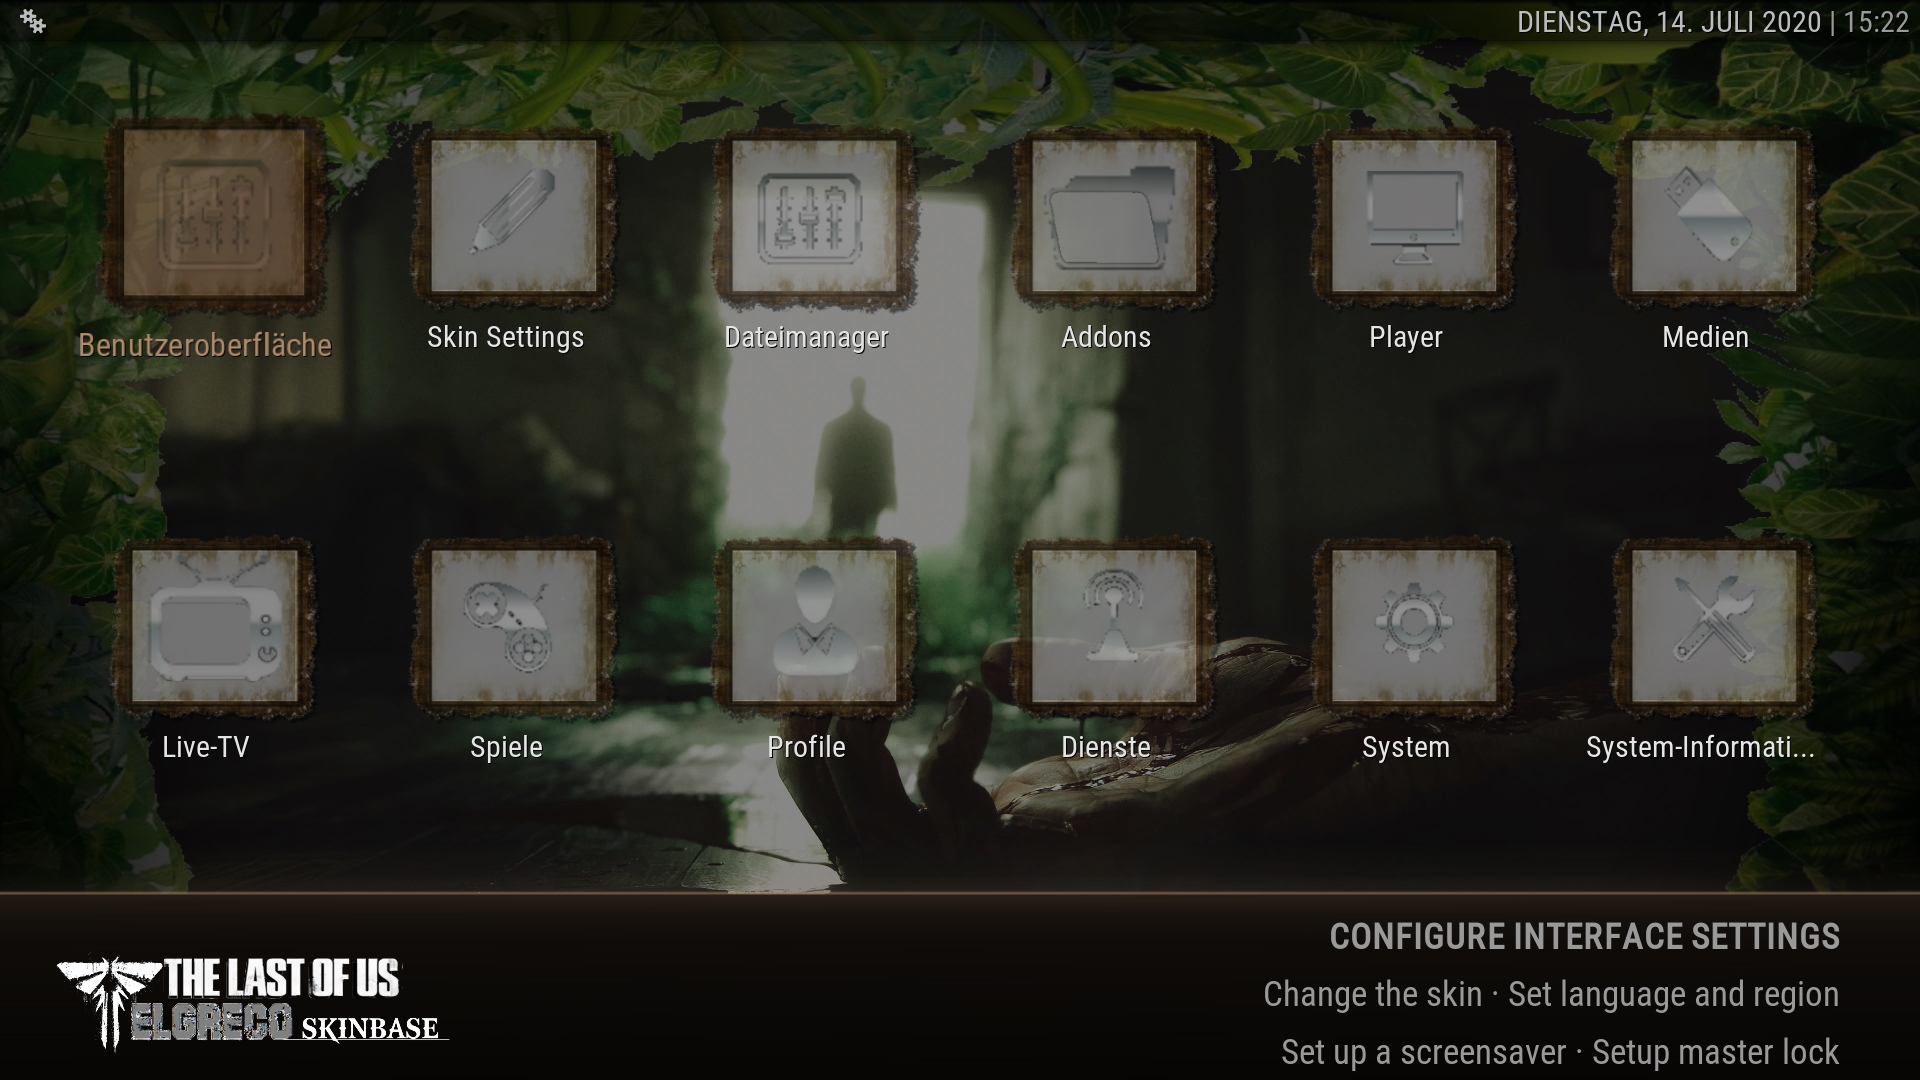 DIENSTAG, 14. JULI 2020 | 15:22
Benutzeroberfläche
Skin Settings
Dateimanager
Addons
Player
Medien
Live-TV
Spiele
Profile
Dienste
System
System-Informati...
CONFIGURE INTERFACE SETTINGS
Change the skin · Set language and region
Set up a screensaver · Setup master lock
THE LAST OF US
ELGRECO SKINBASE